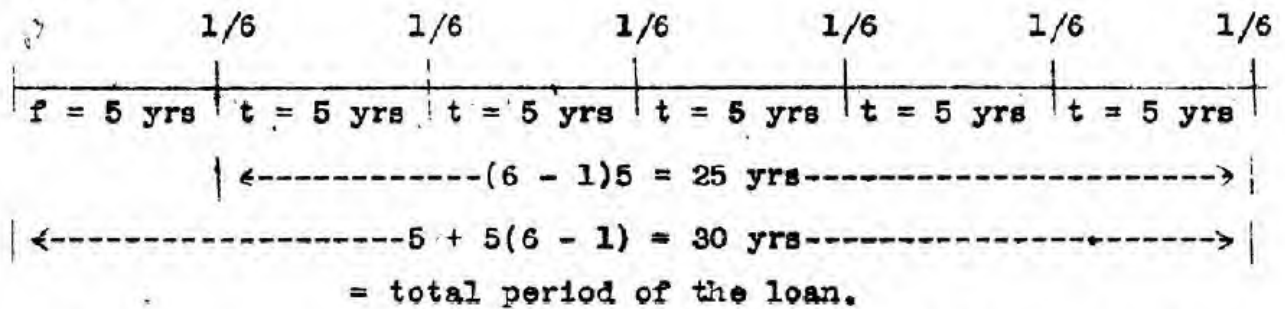 1/6 1/6 1/6 1/6 1/6 1/6
f = 5 yrs t = 5 yrs t = 5 yrs t = 5 yrs t = 5 yrs t = 5 yrs
<------------(6 - 1)5 = 25 yrs---------------------->
<-------------------5 + 5(6 - 1) = 30 yrs---------------------->
= total period of the loan.